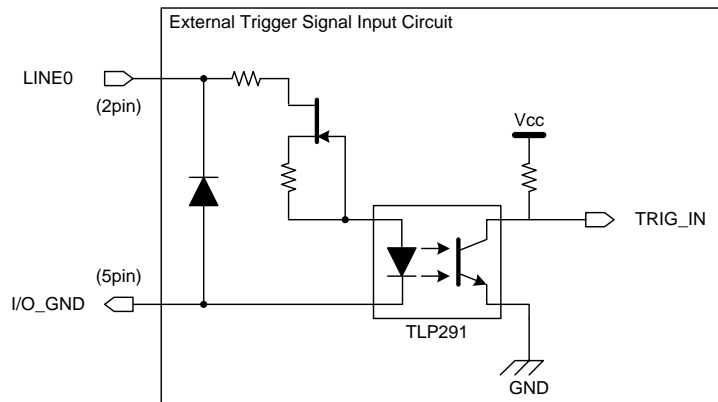 External Trigger Signal Input Circuit
LINE0
(2pin)
Vcc
TRIG_IN
(5pin)
I/O_GND
TLP291
GND